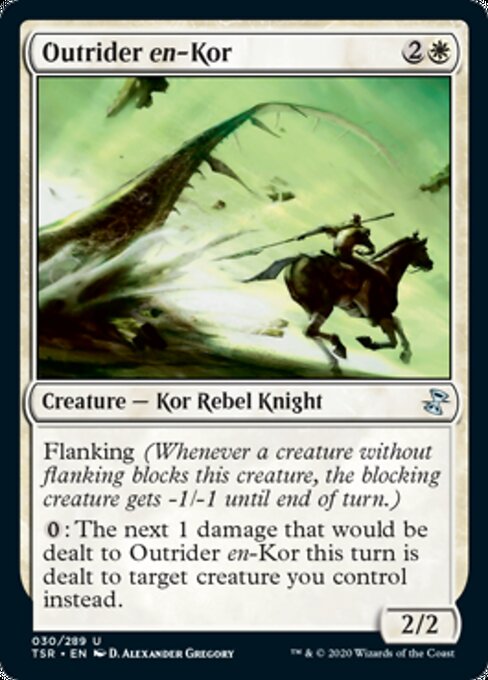 Outrider en-Kor 2
Creature — Kor Rebel Knight
Flanking (Whenever a creature without
flanking blocks this creature, the blocking
creature gets -1/-1 until end of turn.)
0: The next 1 damage that would be
dealt to Outrider en-Kor this turn is
dealt to target creature you control
instead.
2/2
030/289 U
TSR • EN D. Alexander Gregory
™ & © 2020 Wizards of the Coast